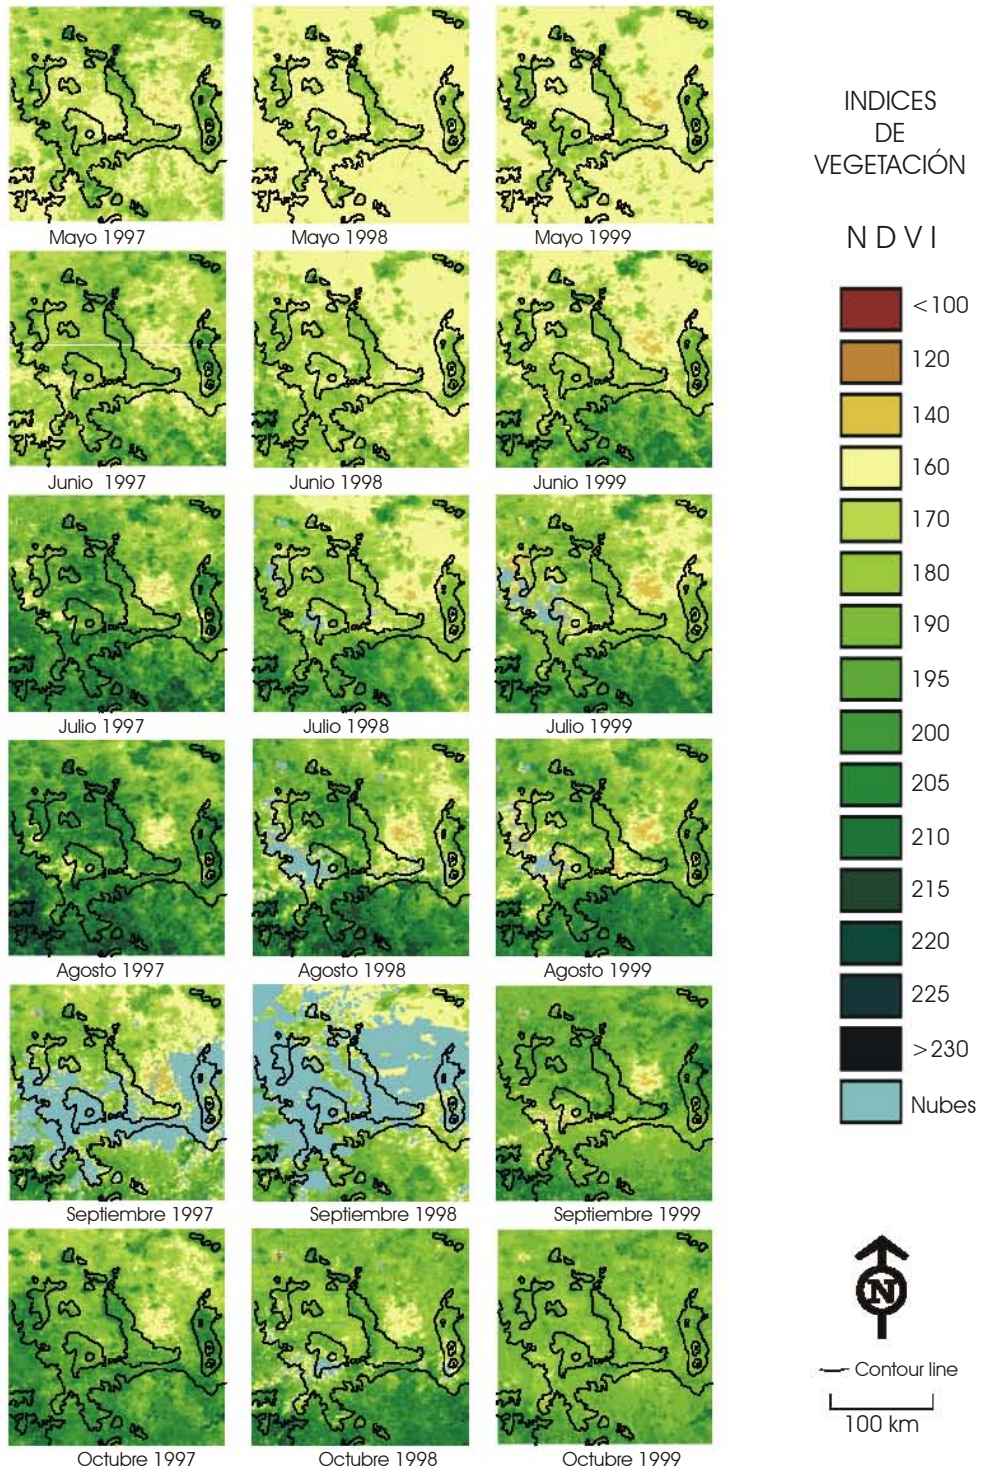 Mayo 1997
Mayo 1998
Mayo 1999
Junio 1997
Junio 1998
Junio 1999
Julio 1997
Julio 1998
Julio 1999
Agosto 1997
Agosto 1998
Agosto 1999
Septiembre 1997
Septiembre 1998
Septiembre 1999
Octubre 1997
Octubre 1998
Octubre 1999
INDICES
DE
VEGETACIÓN
N D V I
<100
120
140
160
170
180
190
195
200
205
210
215
220
225
>230
Nubes
N
Contour line
100 km